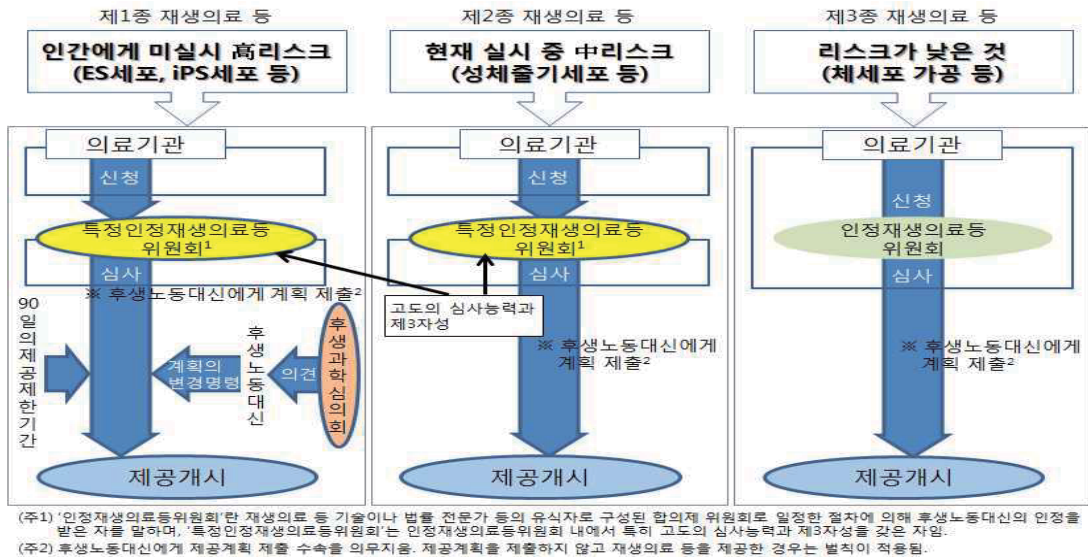 제1종 재생의료 등
인간에게 미실시 高리스크
(ES세포, iPS세포 등)
의료기관
신청
특정인정재생의료등
위원회¹
심사
※ 후생노동대신에게 계획 제출²
90일의제공제한기간
계획의
변경명령
후생노동대신
의견
후생과학심의회
제공개시
제2종 재생의료 등
현재 실시 중 中리스크
(성체줄기세포 등)
의료기관
신청
특정인정재생의료등
위원회¹
심사
고도의 심사능력과
제3자성
※ 후생노동대신에게
계획 제출²
제공개시
제3종 재생의료 등
리스크가 낮은 것
(체세포 가공 등)
의료기관
신청
인정재생의료등
위원회
심사
※ 후생노동대신에게
계획 제출²
제공개시
(주1) '인정재생의료등위원회'란 재생의료 등 기술이나 법률 전문가 등의 유식자로 구성된 합의제 위원회로 일정한 절차에 의해 후생노동대신의 인정을
받은 자를 말하며, '특정인정재생의료등위원회'는 인정재생의료등위원회 내에서 특히 고도의 심사능력과 제3자성을 갖은 자임.
(주2) 후생노동대신에게 제공계획 제출 수속을 의무지움. 제공계획을 제출하지 않고 재생의료 등을 제공한 경우는 벌칙이 적용됨.